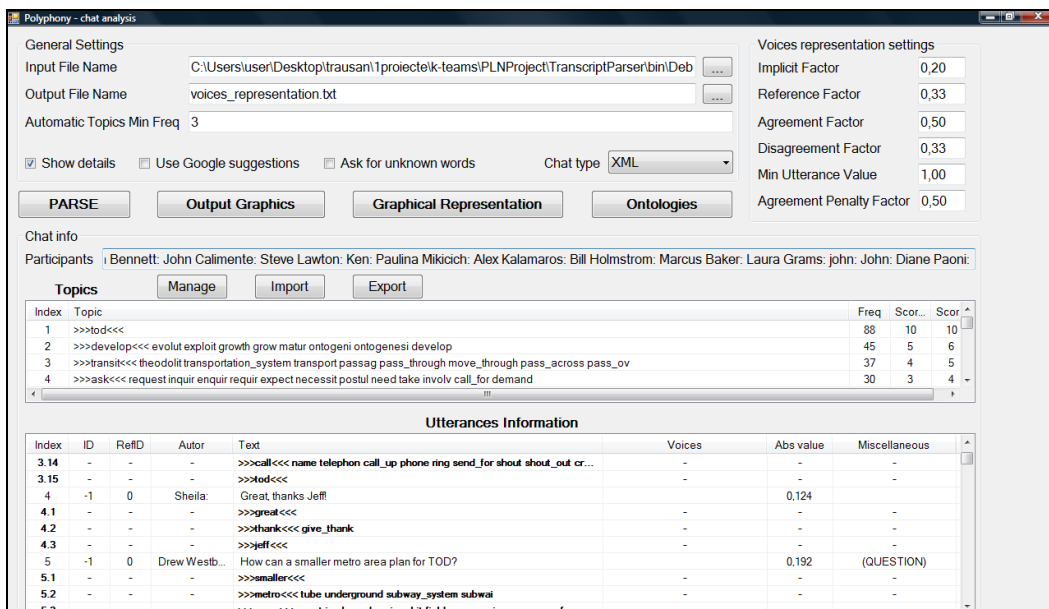 Polyphony - chat analysis
General Settings
Input File Name C:\Users\user\Desktop\trausan\1proiecte\k-teams\PLNProject\TranscriptParser\bin\Deb ...
Output File Name voices_representation.txt ...
Automatic Topics Min Freq 3
Show details Use Google suggestions Ask for unknown words Chat type XML
PARSE Output Graphics Graphical Representation Ontologies
Voices representation settings
Implicit Factor 0,20
Reference Factor 0,33
Agreement Factor 0,50
Disagreement Factor 0,33
Min Utterance Value 1,00
Agreement Penalty Factor 0,50
Chat info
Participants Bennett: John Calimente: Steve Lawton: Ken: Paulina Mikicich: Alex Kalamaros: Bill Holmstrom: Marcus Baker: Laura Grams: john: John: Diane Paoni:
Topics Manage Import Export
Index Topic Freq Scor... Scor
1 >>>tod<<< 88 10 10
2 >>>develop<<< evolut exploit growth grow matur ontogeni ontogenesi develop 45 5 6
3 >>>transit<<< theodolit transportation_system transport passag pass_through move_through pass_across pass_ov 37 4 5
4 >>>ask<<< request inquir enquir requir expect necessit postul need take involv call_for demand 30 3 4
Utterances Information
Index ID RefID Autor Text Voices Abs value Miscellaneous
3.14 - - - >>>call<<< name telephon call_up phone ring send_for shout shout_out cr... - - -
3.15 - - - >>>tod<<< - - -
4 -1 0 Sheila: Great, thanks Jeff! 0,124
4.1 - - - >>>great<<< - - -
4.2 - - - >>>thank<<< give_thank - - -
4.3 - - - >>>jeff<<< - - -
5 -1 0 Drew Westb... How can a smaller metro area plan for TOD? 0,192 (QUESTION)
5.1 - - - >>>smaller<<< - - -
5.2 - - - >>>metro<<< tube underground subway_system subwai - - -